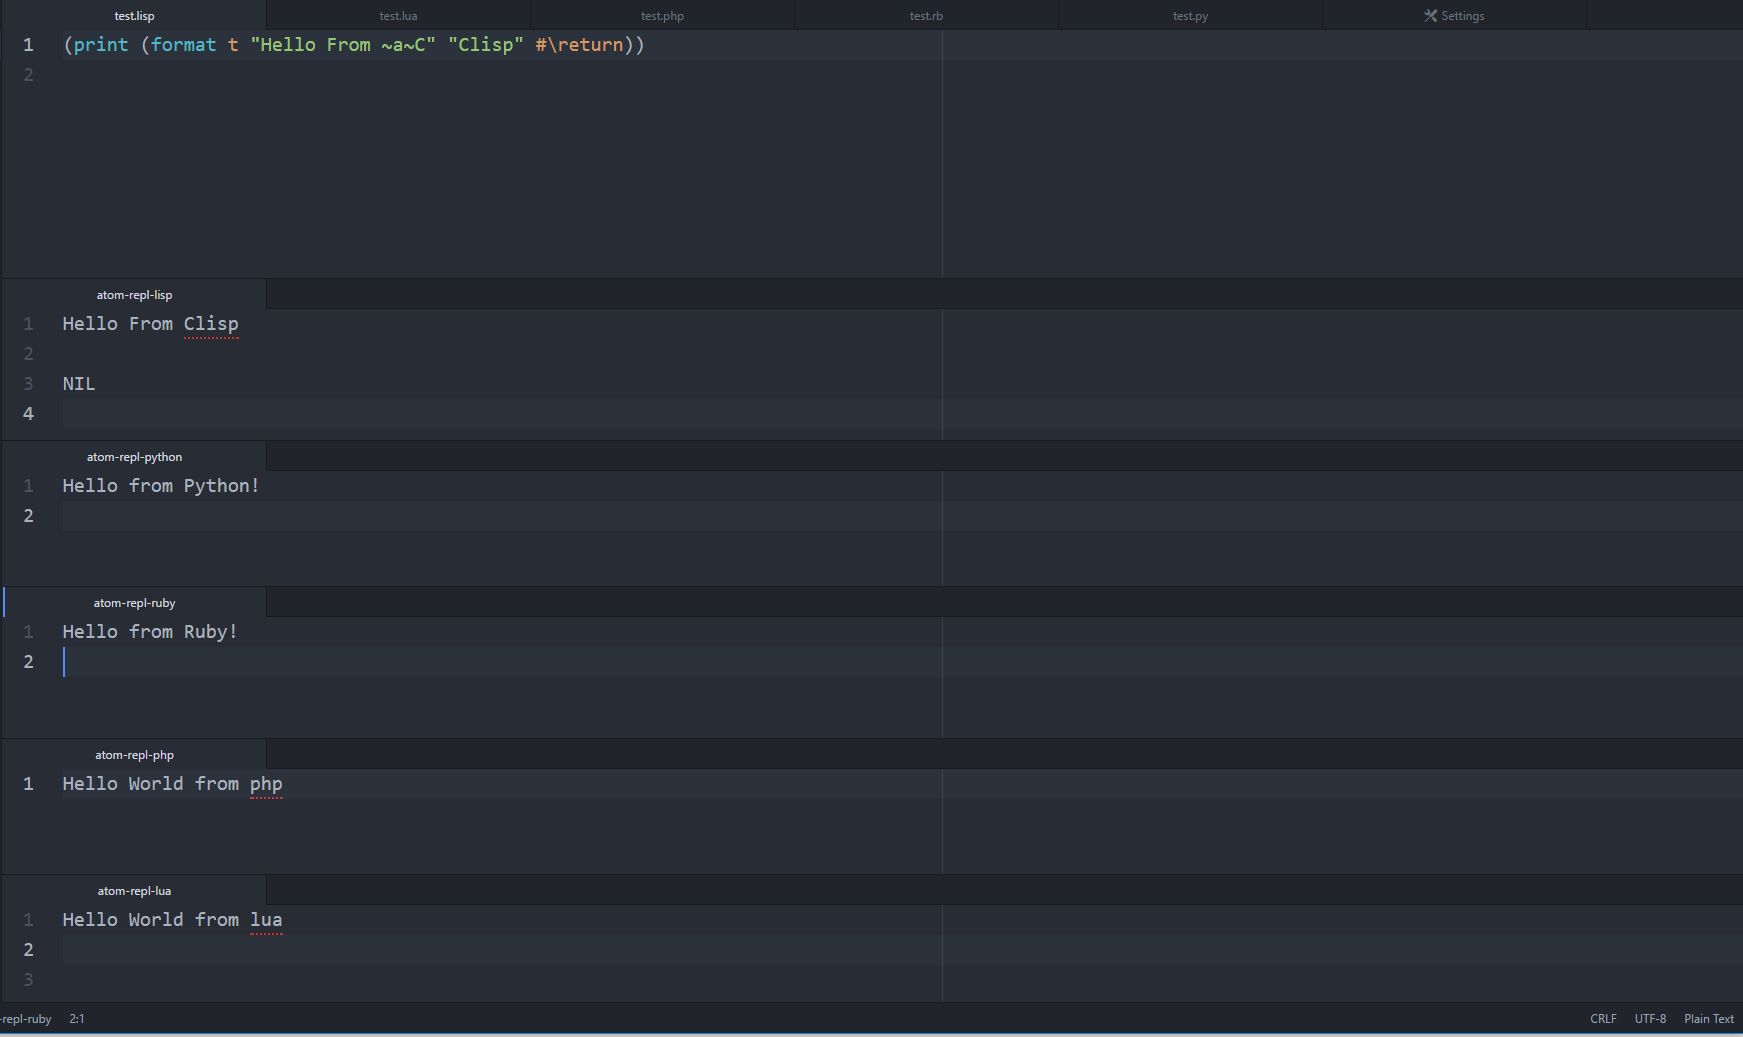 test.lisp test.lua test.php test.rb test.py Settings
1 (print (format t "Hello From ~a~C" "Clisp" #\return))
2
atom-repl-lisp
1 Hello From Clisp
2
3 NIL
4
atom-repl-python
1 Hello from Python!
2
atom-repl-ruby
1 Hello from Ruby!
2
atom-repl-php
1 Hello World from php
atom-repl-lua
1 Hello World from lua
2
3
-repl-ruby 2:1 CRLF UTF-8 Plain Text